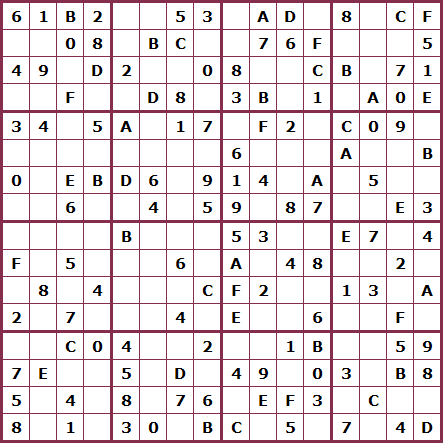 6 1 B 2 5 3 A D 8 C F
0 8 B C 7 6 F 5
4 9 D 2 0 8 C B 7 1
F D 8 3 B 1 A 0 E
3 4 5 A 1 7 F 2 C 0 9
6 A B
0 E B D 6 9 1 4 A 5
6 4 5 9 8 7 E 3
B 5 3 E 7 4
F 5 6 A 4 8 2
8 4 C F 2 1 3 A
2 7 4 E 6 F
C 0 4 2 1 B 5 9
7 E 5 D 4 9 0 3 B 8
5 4 8 7 6 E F 3 C
8 1 3 0 B C 5 7 4 D